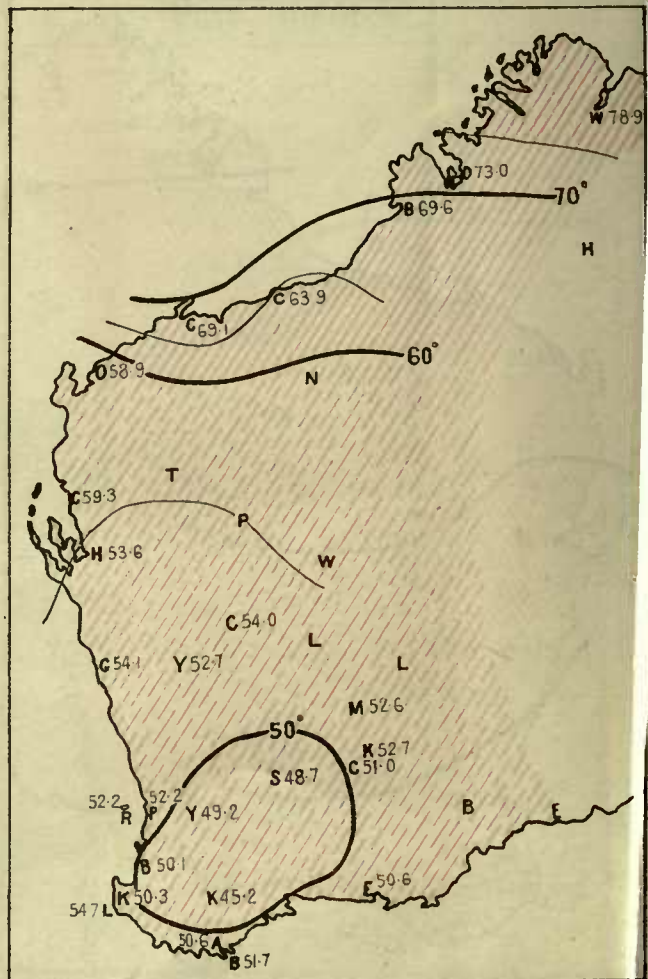 W 78.9
D 73.0
70°
B 69.6
H
C 63.9
C 69.1
60°
O 58.9
N
T
C 59.3
P
H 53.6
W
C 54.0
L
G 54.1
Y 52.7
L
M 52.6
50°
K 52.7
C 51.0
S 48.7
52.2 R
52.2 P
Y 49.2
B
E
B 50.1
E 50.6
K 50.3
K 45.2
54.7 L
50.6 A
B 51.7